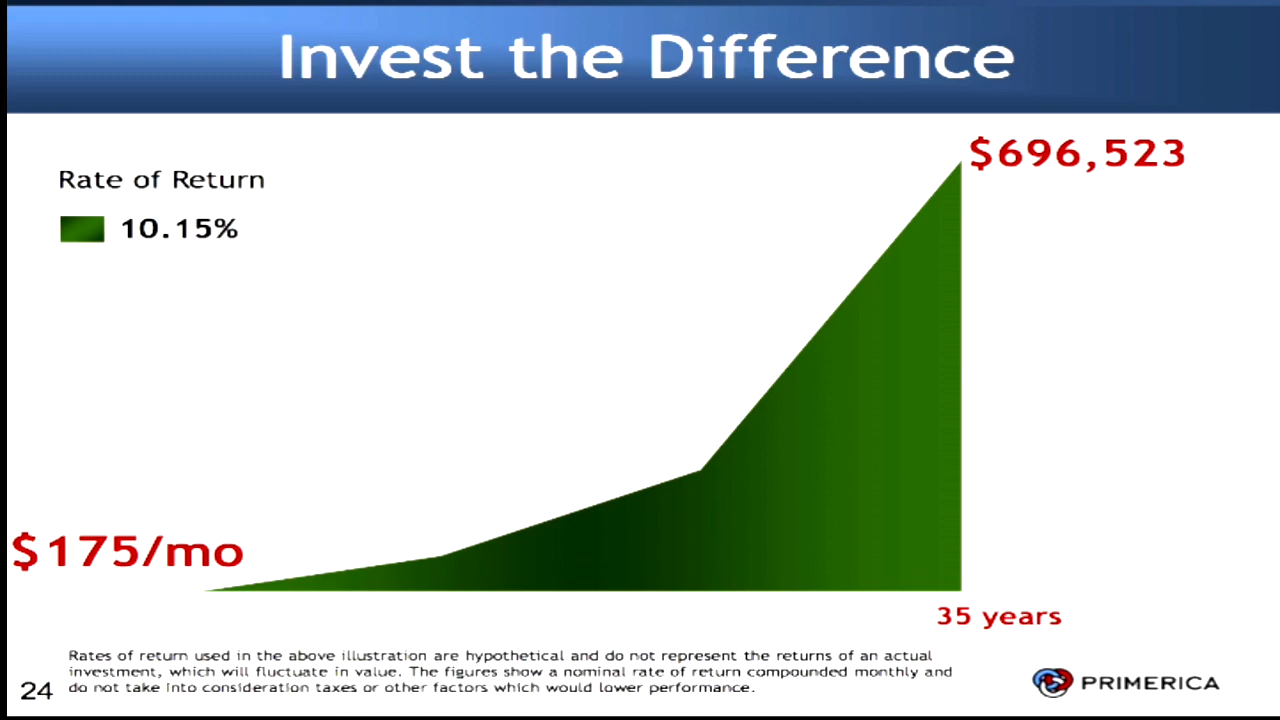 Invest the Difference
$696,523
Rate of Return
10.15%
$175/mo
35 years
Rates of return used in the above illustration are hypothetical and do not represent the returns of an actual
investment, which will fluctuate in value. The figures show a nominal rate of return compounded monthly and
do not take into consideration taxes or other factors which would lower performance.
24
PRIMERICA